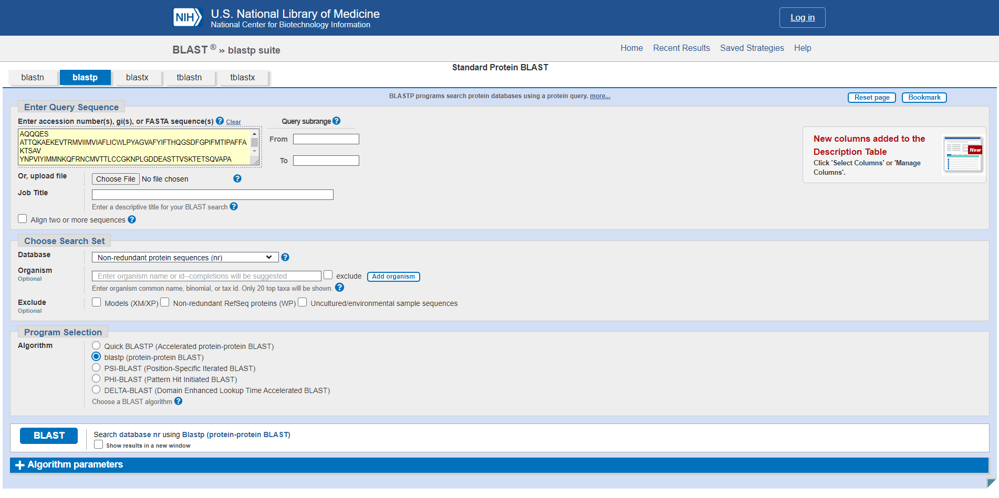 NIH
U.S. National Library of Medicine
National Center for Biotechnology Information
Log in
BLAST ® » blastp suite
Home Recent Results Saved Strategies Help
Standard Protein BLAST
blastn blastp blastx tblastn tblastx
BLASTP programs search protein databases using a protein query. more...
Reset page Bookmark
Enter Query Sequence
Enter accession number(s), gi(s), or FASTA sequence(s) ? Clear
Query subrange ?
AQQQES
ATTQKAEKEVTRMVIIMVIAFLICWLPYAGVAFYIFTHQGSDFGPIFMTIPAFFA
KTSAV
YNPVIYIMMNKQFRNCMVTTLCCGKNPLGDDEASTTVSKTETSQVAPA
From
To
New columns added to the
Description Table
Click 'Select Columns' or 'Manage
Columns'.
New
Or, upload file
Choose File No file chosen ?
Job Title
Enter a descriptive title for your BLAST search ?
Align two or more sequences ?
Choose Search Set
Database
Non-redundant protein sequences (nr) ?
Organism
Optional
Enter organism name or id--completions will be suggested
exclude
Add organism
Enter organism common name, binomial, or tax id. Only 20 top taxa will be shown. ?
Exclude
Optional
Models (XM/XP) Non-redundant RefSeq proteins (WP) Uncultured/environmental sample sequences
Program Selection
Algorithm
Quick BLASTP (Accelerated protein-protein BLAST)
blastp (protein-protein BLAST)
PSI-BLAST (Position-Specific Iterated BLAST)
PHI-BLAST (Pattern Hit Initiated BLAST)
DELTA-BLAST (Domain Enhanced Lookup Time Accelerated BLAST)
Choose a BLAST algorithm ?
BLAST
Search database nr using Blastp (protein-protein BLAST)
Show results in a new window
+ Algorithm parameters